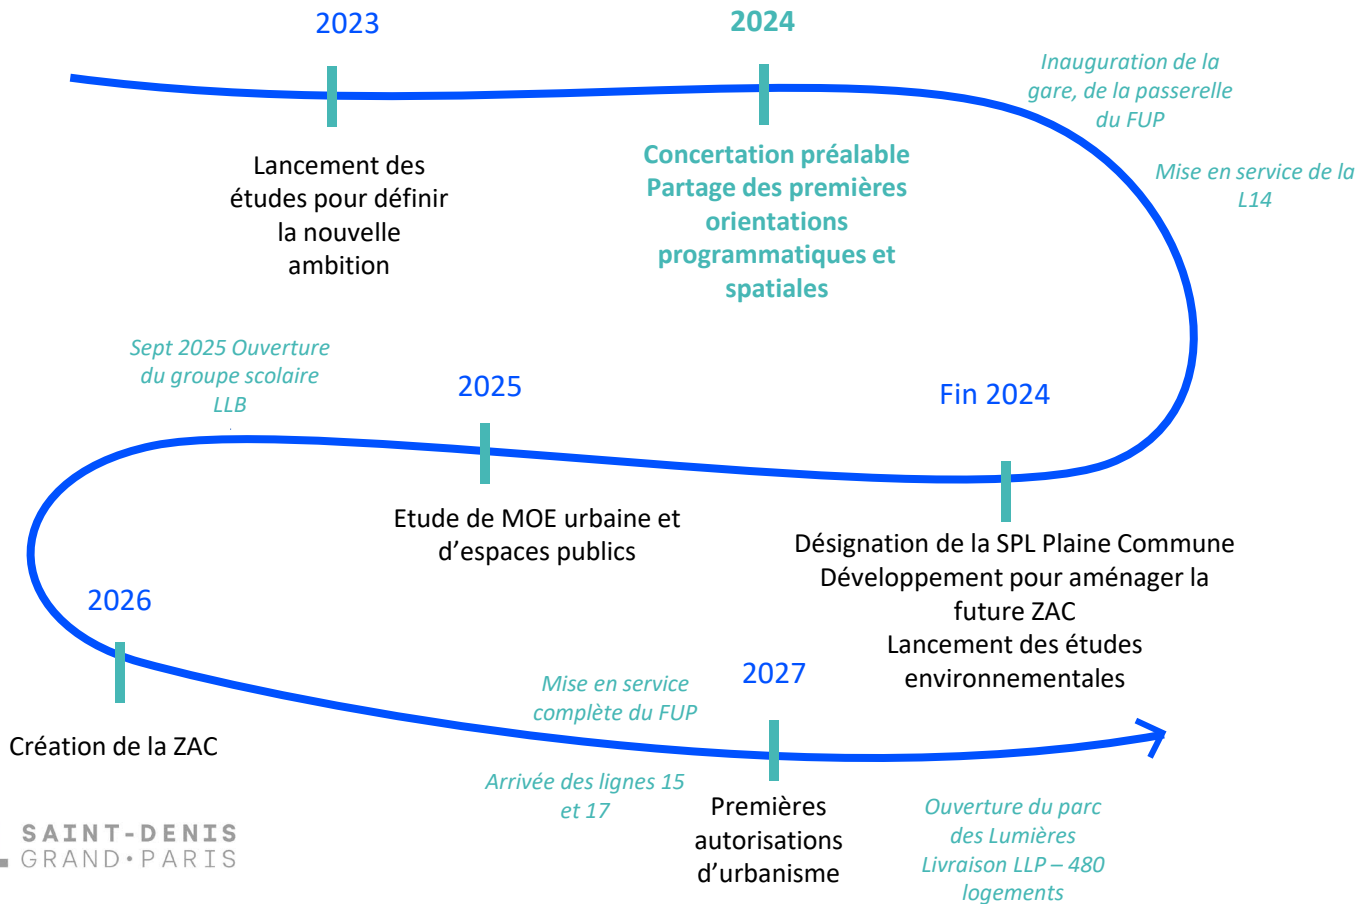 2023
Lancement des
études pour définir
la nouvelle
ambition
2024
Concertation préalable
Partage des premières
orientations
programmatiques et
spatiales
Inauguration de la
gare, de la passerelle
du FUP
Mise en service de la
L14
Fin 2024
Désignation de la SPL Plaine Commune
Développement pour aménager la
future ZAC
Lancement des études
environnementales
2025
Etude de MOE urbaine et
d’espaces publics
Sept 2025 Ouverture
du groupe scolaire
LLB
2026
Création de la ZAC
Mise en service
complète du FUP
Arrivée des lignes 15
et 17
2027
Premières
autorisations
d’urbanisme
Ouverture du parc
des Lumières
Livraison LLP – 480
logements
SAINT-DENIS
GRAND•PARIS